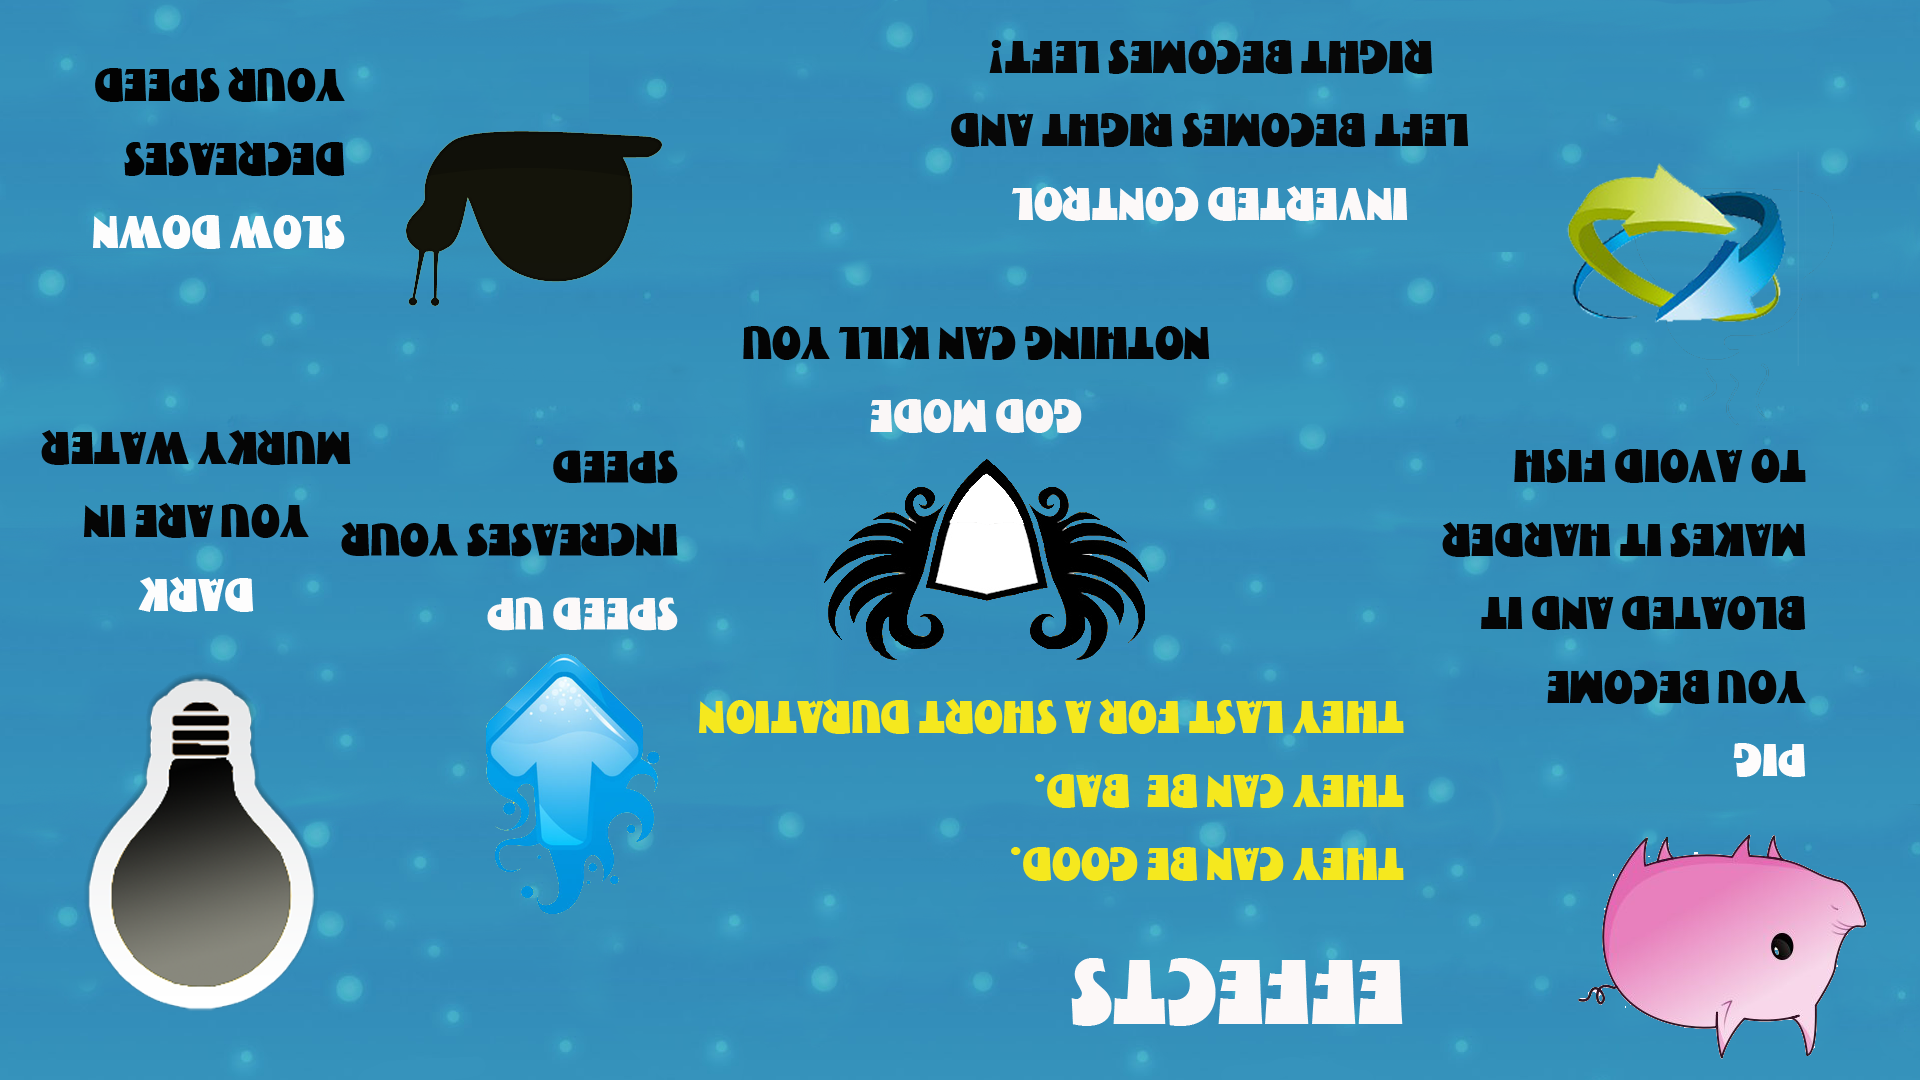 EFFECTS
THEY CAN BE GOOD.
THEY CAN BE BAD.
THEY LAST FOR A SHORT DURATION
PIG
YOU BECOME
BLOATED AND IT
MAKES IT HARDER
TO AVOID FISH
SPEED UP
INCREASES YOUR
SPEED
DARK
YOU ARE IN
MURKY WATER
GOD MODE
NOTHING CAN KILL YOU
INVERTED CONTROL
LEFT BECOMES RIGHT AND
RIGHT BECOMES LEFT!
SLOW DOWN
DECREASES
YOUR SPEED